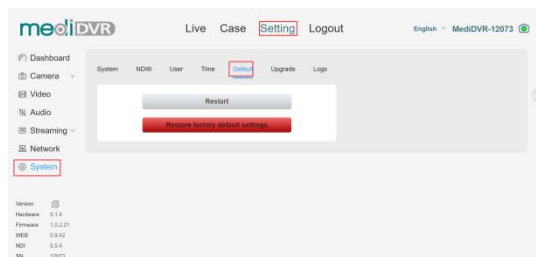 mediDVR
Live Case Setting Logout
English MediDVR-12073
Dashboard
Camera
Video
Audio
Streaming
Network
System
System NDI® User Time Default Upgrade Logs
Restart
Restore factory default settings
Version
Hardware 5.1.4
Firmware 1.0.2.21
WEB 0.0.42
NDI 5.5.4
SN 12073